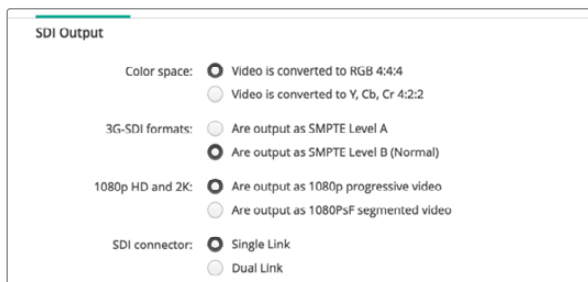 SDI Output
Color space: Video is converted to RGB 4:4:4
Video is converted to Y, Cb, Cr 4:2:2
3G-SDI formats: Are output as SMPTE Level A
Are output as SMPTE Level B (Normal)
1080p HD and 2K: Are output as 1080p progressive video
Are output as 1080PsF segmented video
SDI connector: Single Link
Dual Link